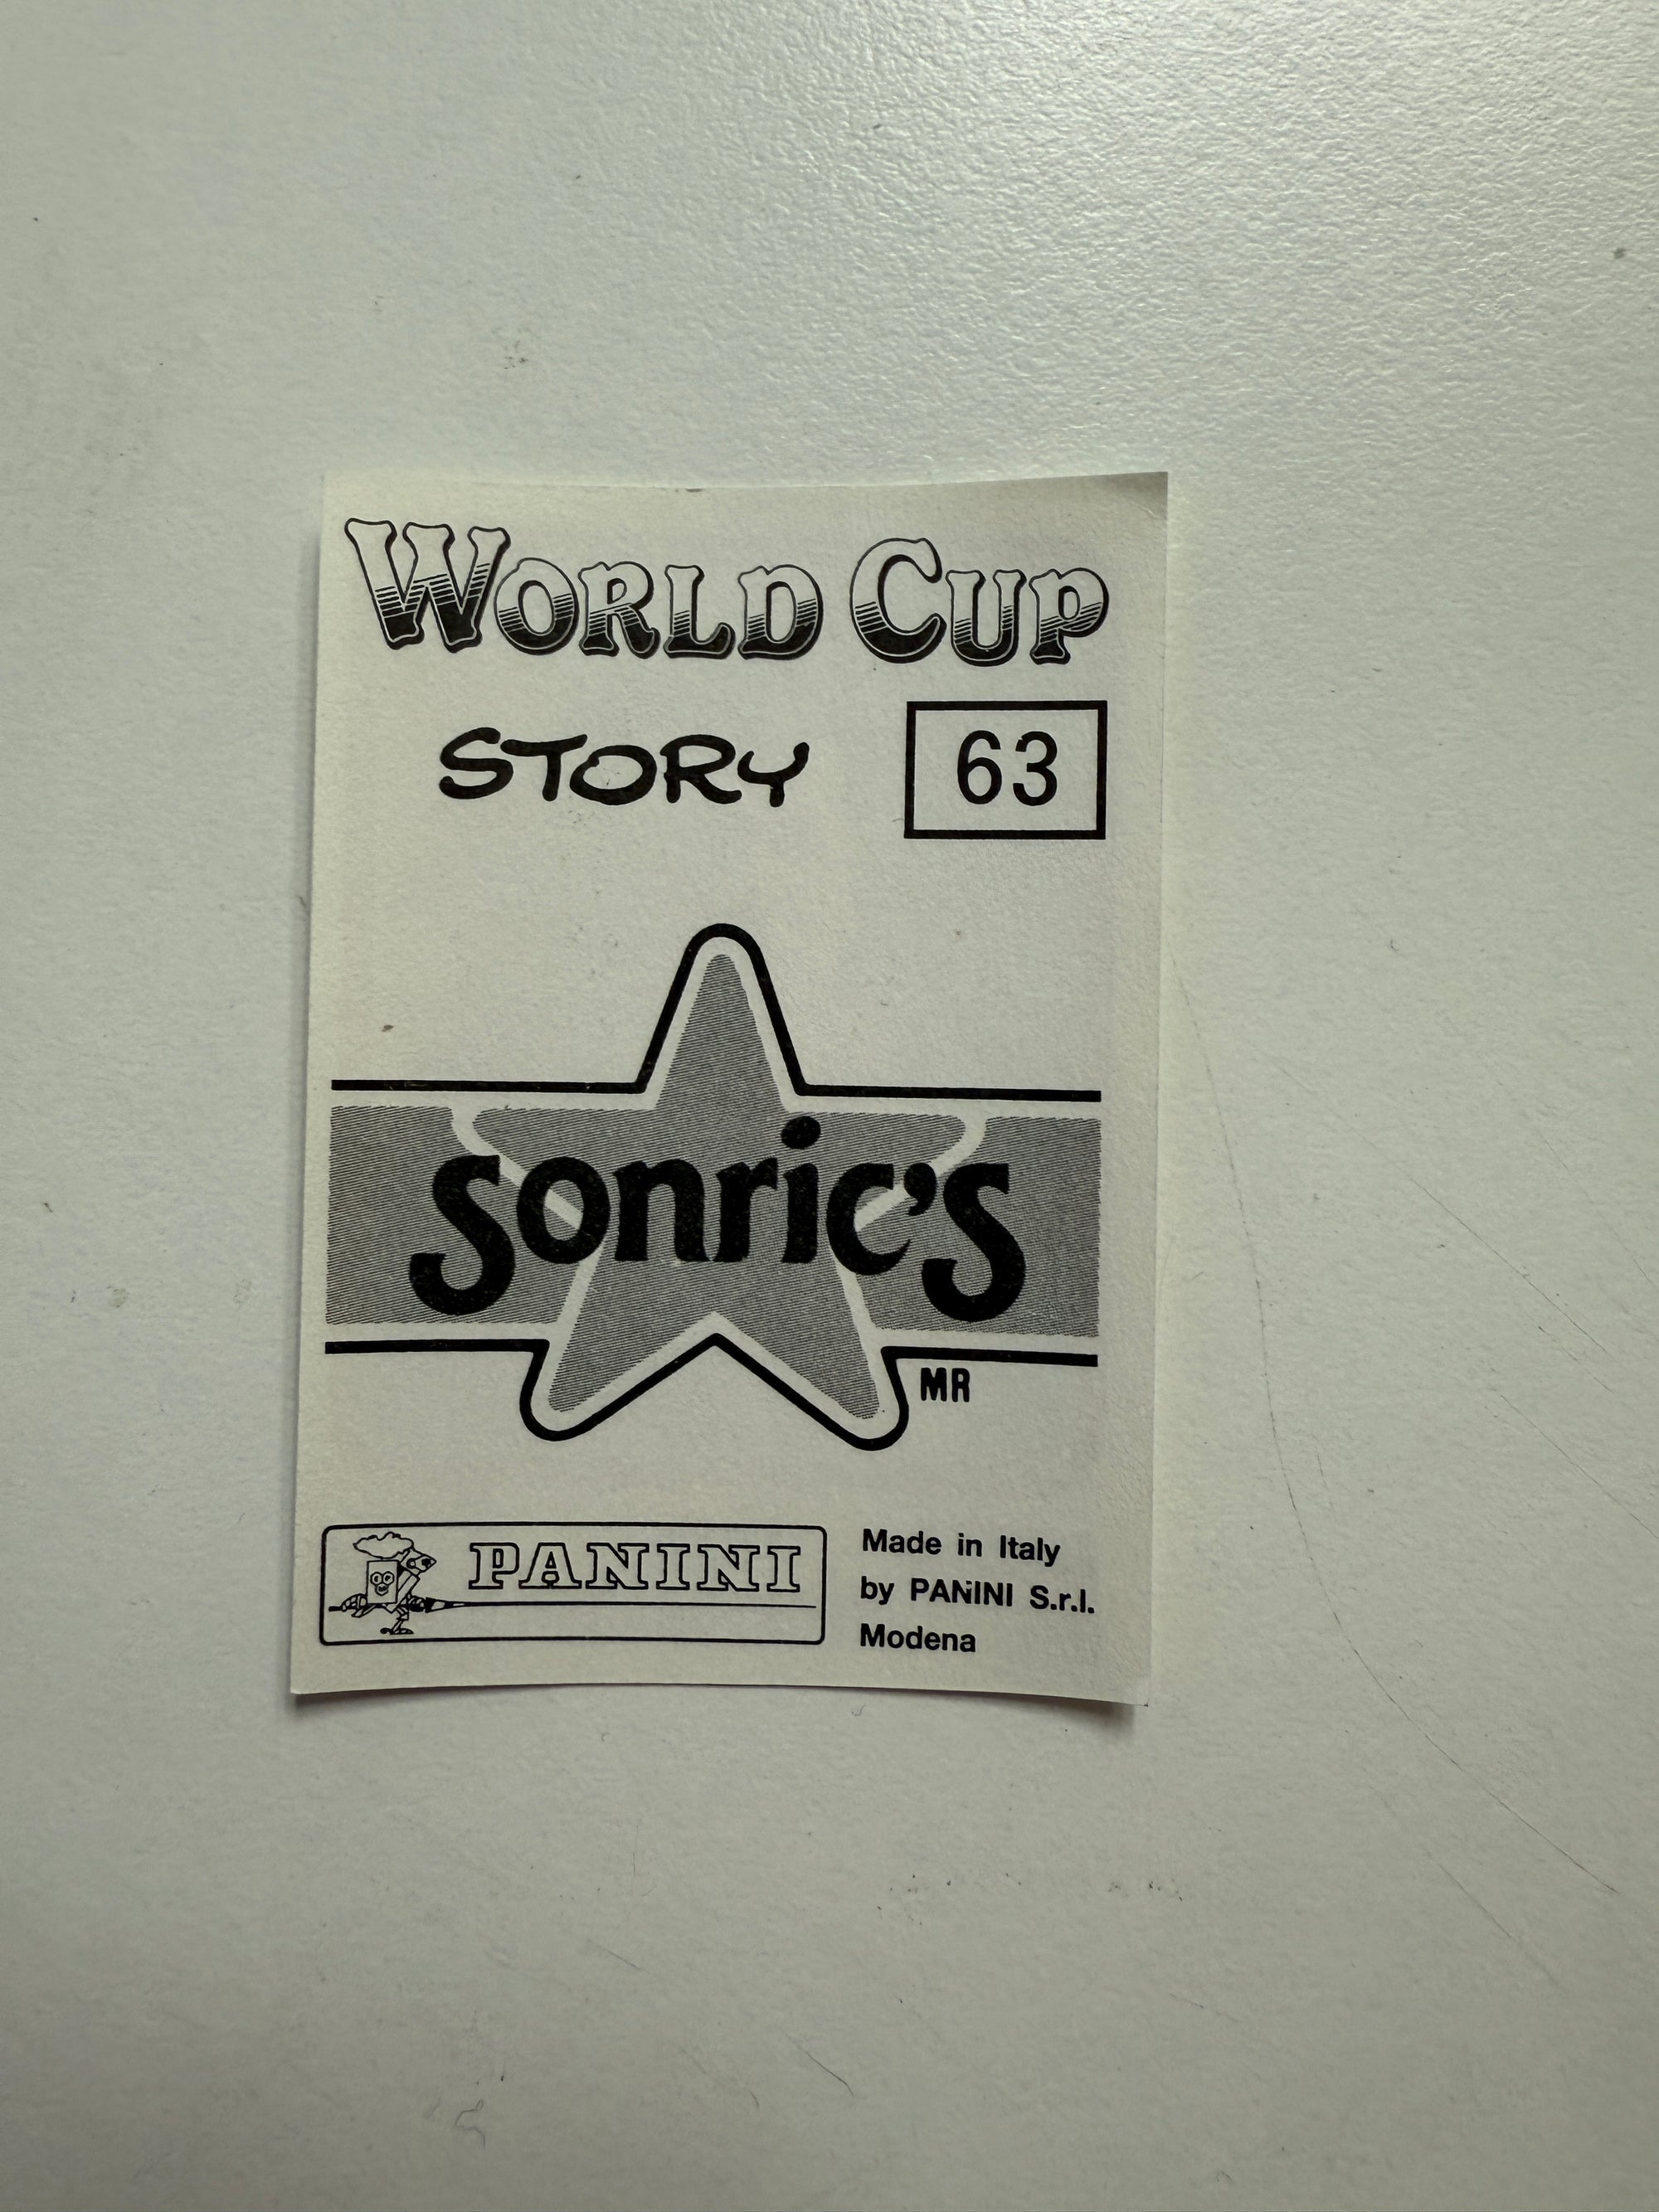 WORLD CUP
STORY 63
sonric's
MR
PANINI
Made in Italy
by PANINI S.r.l.
Modena